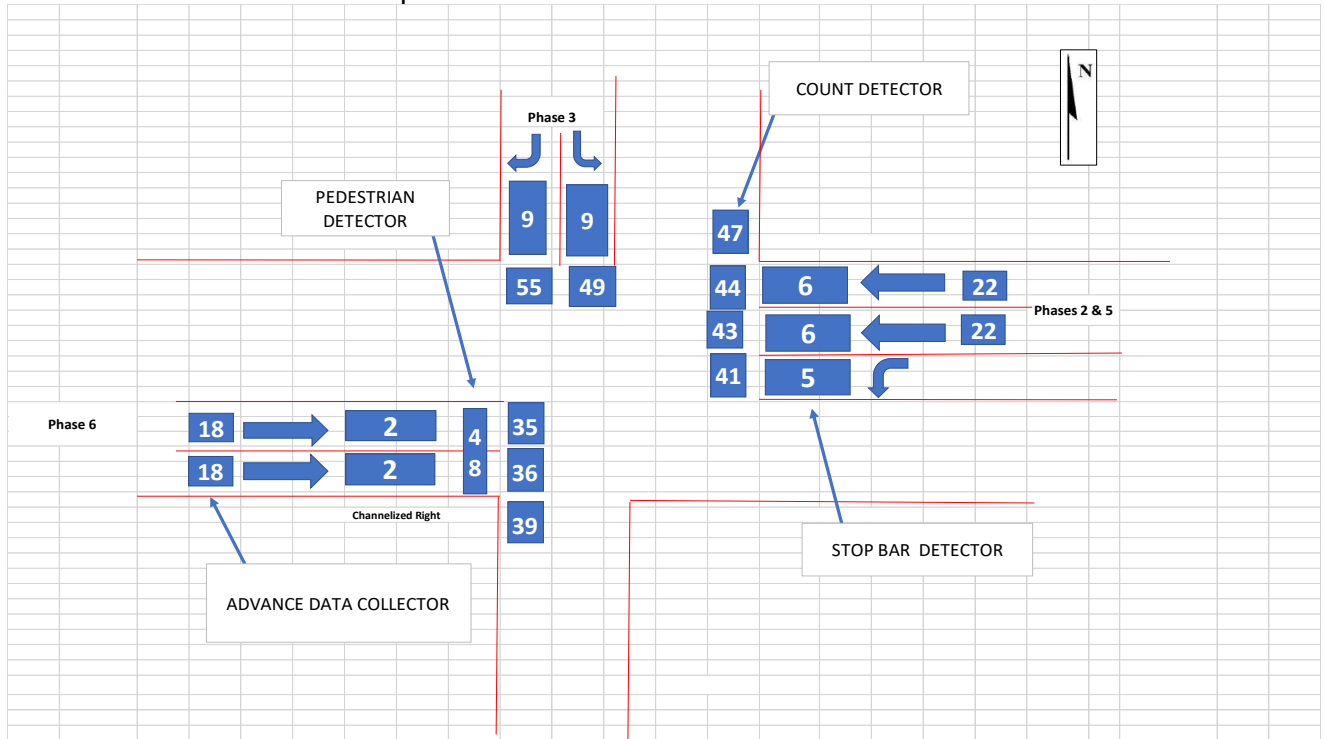 N
COUNT DETECTOR
Phase 3
PEDESTRIAN
DETECTOR
9
9
47
55
49
44
6
22
Phases 2 & 5
43
6
22
41
5
Phase 6
18
2
4
8
35
18
2
36
Channelized Right
39
STOP BAR DETECTOR
ADVANCE DATA COLLECTOR